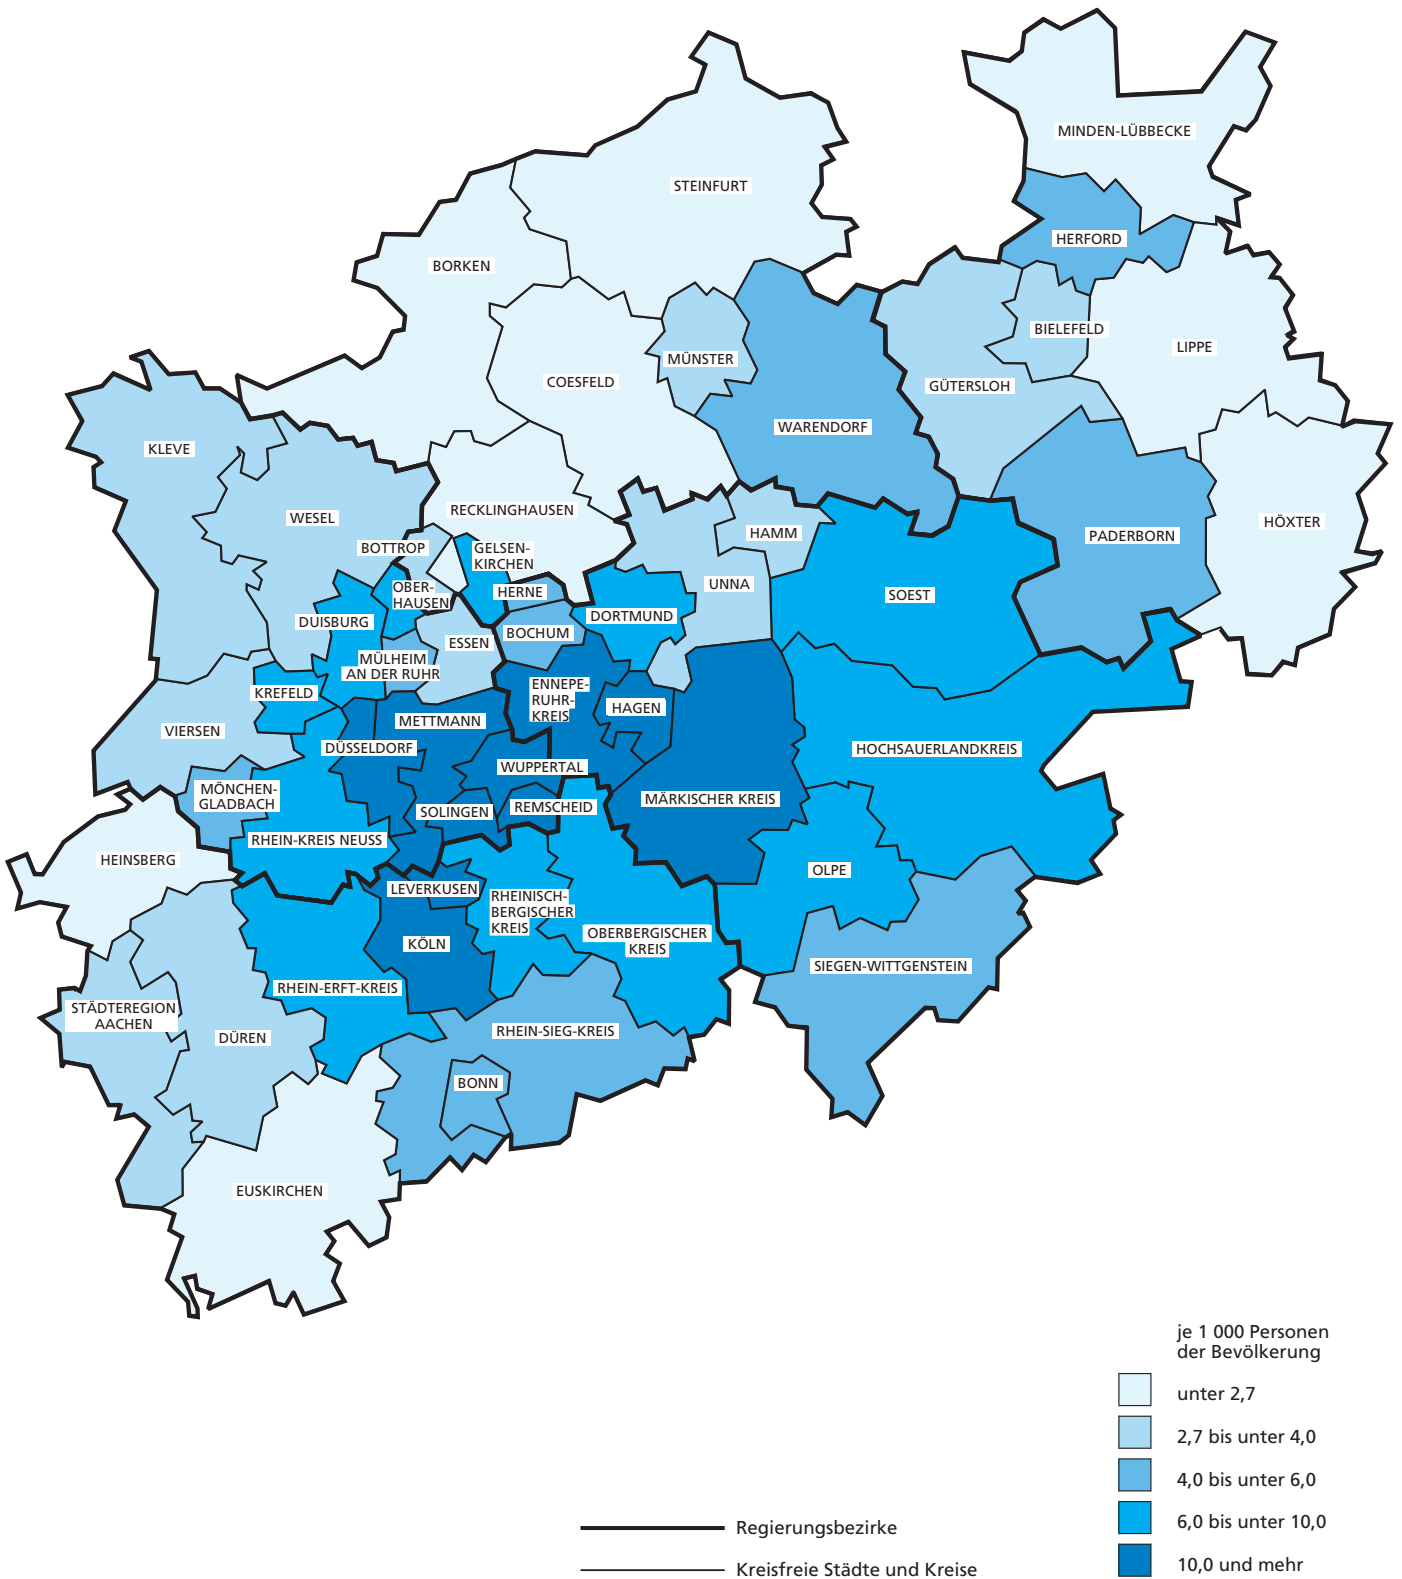 MINDEN-LÜBBECKE
STEINFURT
HERFORD
BORKEN
BIELEFELD
LIPPE
MÜNSTER
COESFELD
GÜTERSLOH
WARENDORF
KLEVE
RECKLINGHAUSEN
WESEL
HÖXTER
HAMM
PADERBORN
BOTTROP
GELSEN-
KIRCHEN
UNNA
OBER-
HAUSEN
HERNE
SOEST
DORTMUND
DUISBURG
BOCHUM
ESSEN
MÜLHEIM
AN DER RUHR
KREFELD
ENNEPE-
RUHR-
KREIS
HAGEN
METTMANN
VIERSEN
DÜSSELDORF
HOCHSAUERLANDKREIS
WUPPERTAL
MÖNCHEN-
GLADBACH
MÄRKISCHER KREIS
REMSCHEID
SOLINGEN
RHEIN-KREIS NEUSS
HEINSBERG
OLPE
LEVERKUSEN
RHEINISCH-
BERGISCHER
KREIS
OBERBERGISCHER
KREIS
KÖLN
SIEGEN-WITTGENSTEIN
RHEIN-ERFT-KREIS
STÄDTEREGION
AACHEN
RHEIN-SIEG-KREIS
DÜREN
BONN
EUSKIRCHEN
je 1 000 Personen
der Bevölkerung
unter 2,7
2,7 bis unter 4,0
4,0 bis unter 6,0
6,0 bis unter 10,0
10,0 und mehr
Regierungsbezirke
Kreisfreie Städte und Kreise